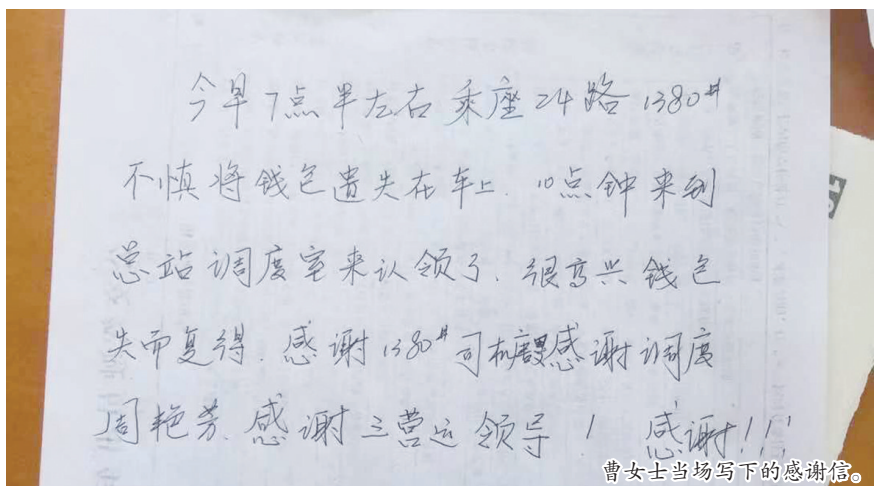 今早7点半左右乘座24路1380#
不慎将钱包遗失在车上.10点钟来到
总站调度室来认领了.很高兴钱包
失而复得.感谢1380#司机 感谢调度
周艳芳.感谢三营运领导！ 感谢！！！
曹女士当场写下的感谢信。